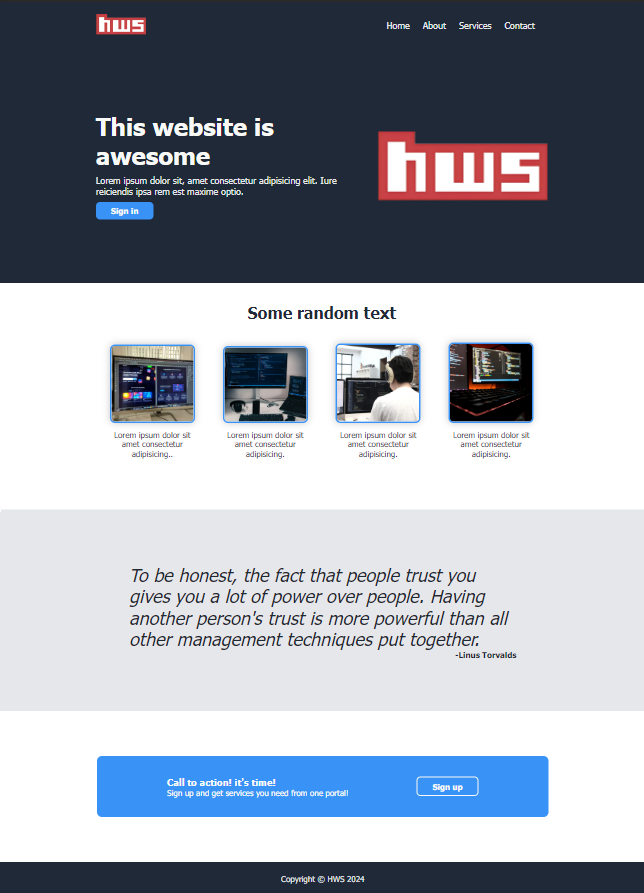 hws
Home About Services Contact
This website is
awesome
Lorem ipsum dolor sit, amet consectetur adipisicing elit. Iure
reiciendis ipsa rem est maxime optio.
Sign In
hws
Some random text
Lorem ipsum dolor sit
amet consectetur
adipisicing..
Lorem ipsum dolor sit
amet consectetur
adipisicing.
Lorem ipsum dolor sit
amet consectetur
adipisicing.
Lorem ipsum dolor sit
amet consectetur
adipisicing.
To be honest, the fact that people trust you
gives you a lot of power over people. Having
another person's trust is more powerful than all
other management techniques put together.
-Linus Torvalds
Call to action! it's time!
Sign up and get services you need from one portal!
Sign up
Copyright © HWS 2024